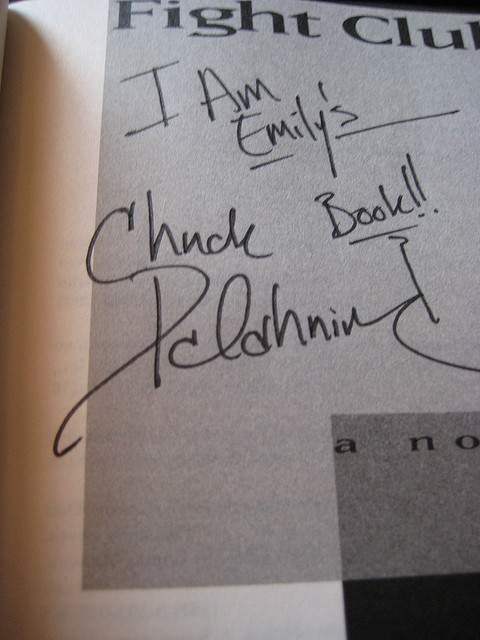 Fight Clu
I Am
Emily's
Book!!
Chuck
Palahniuk
a no